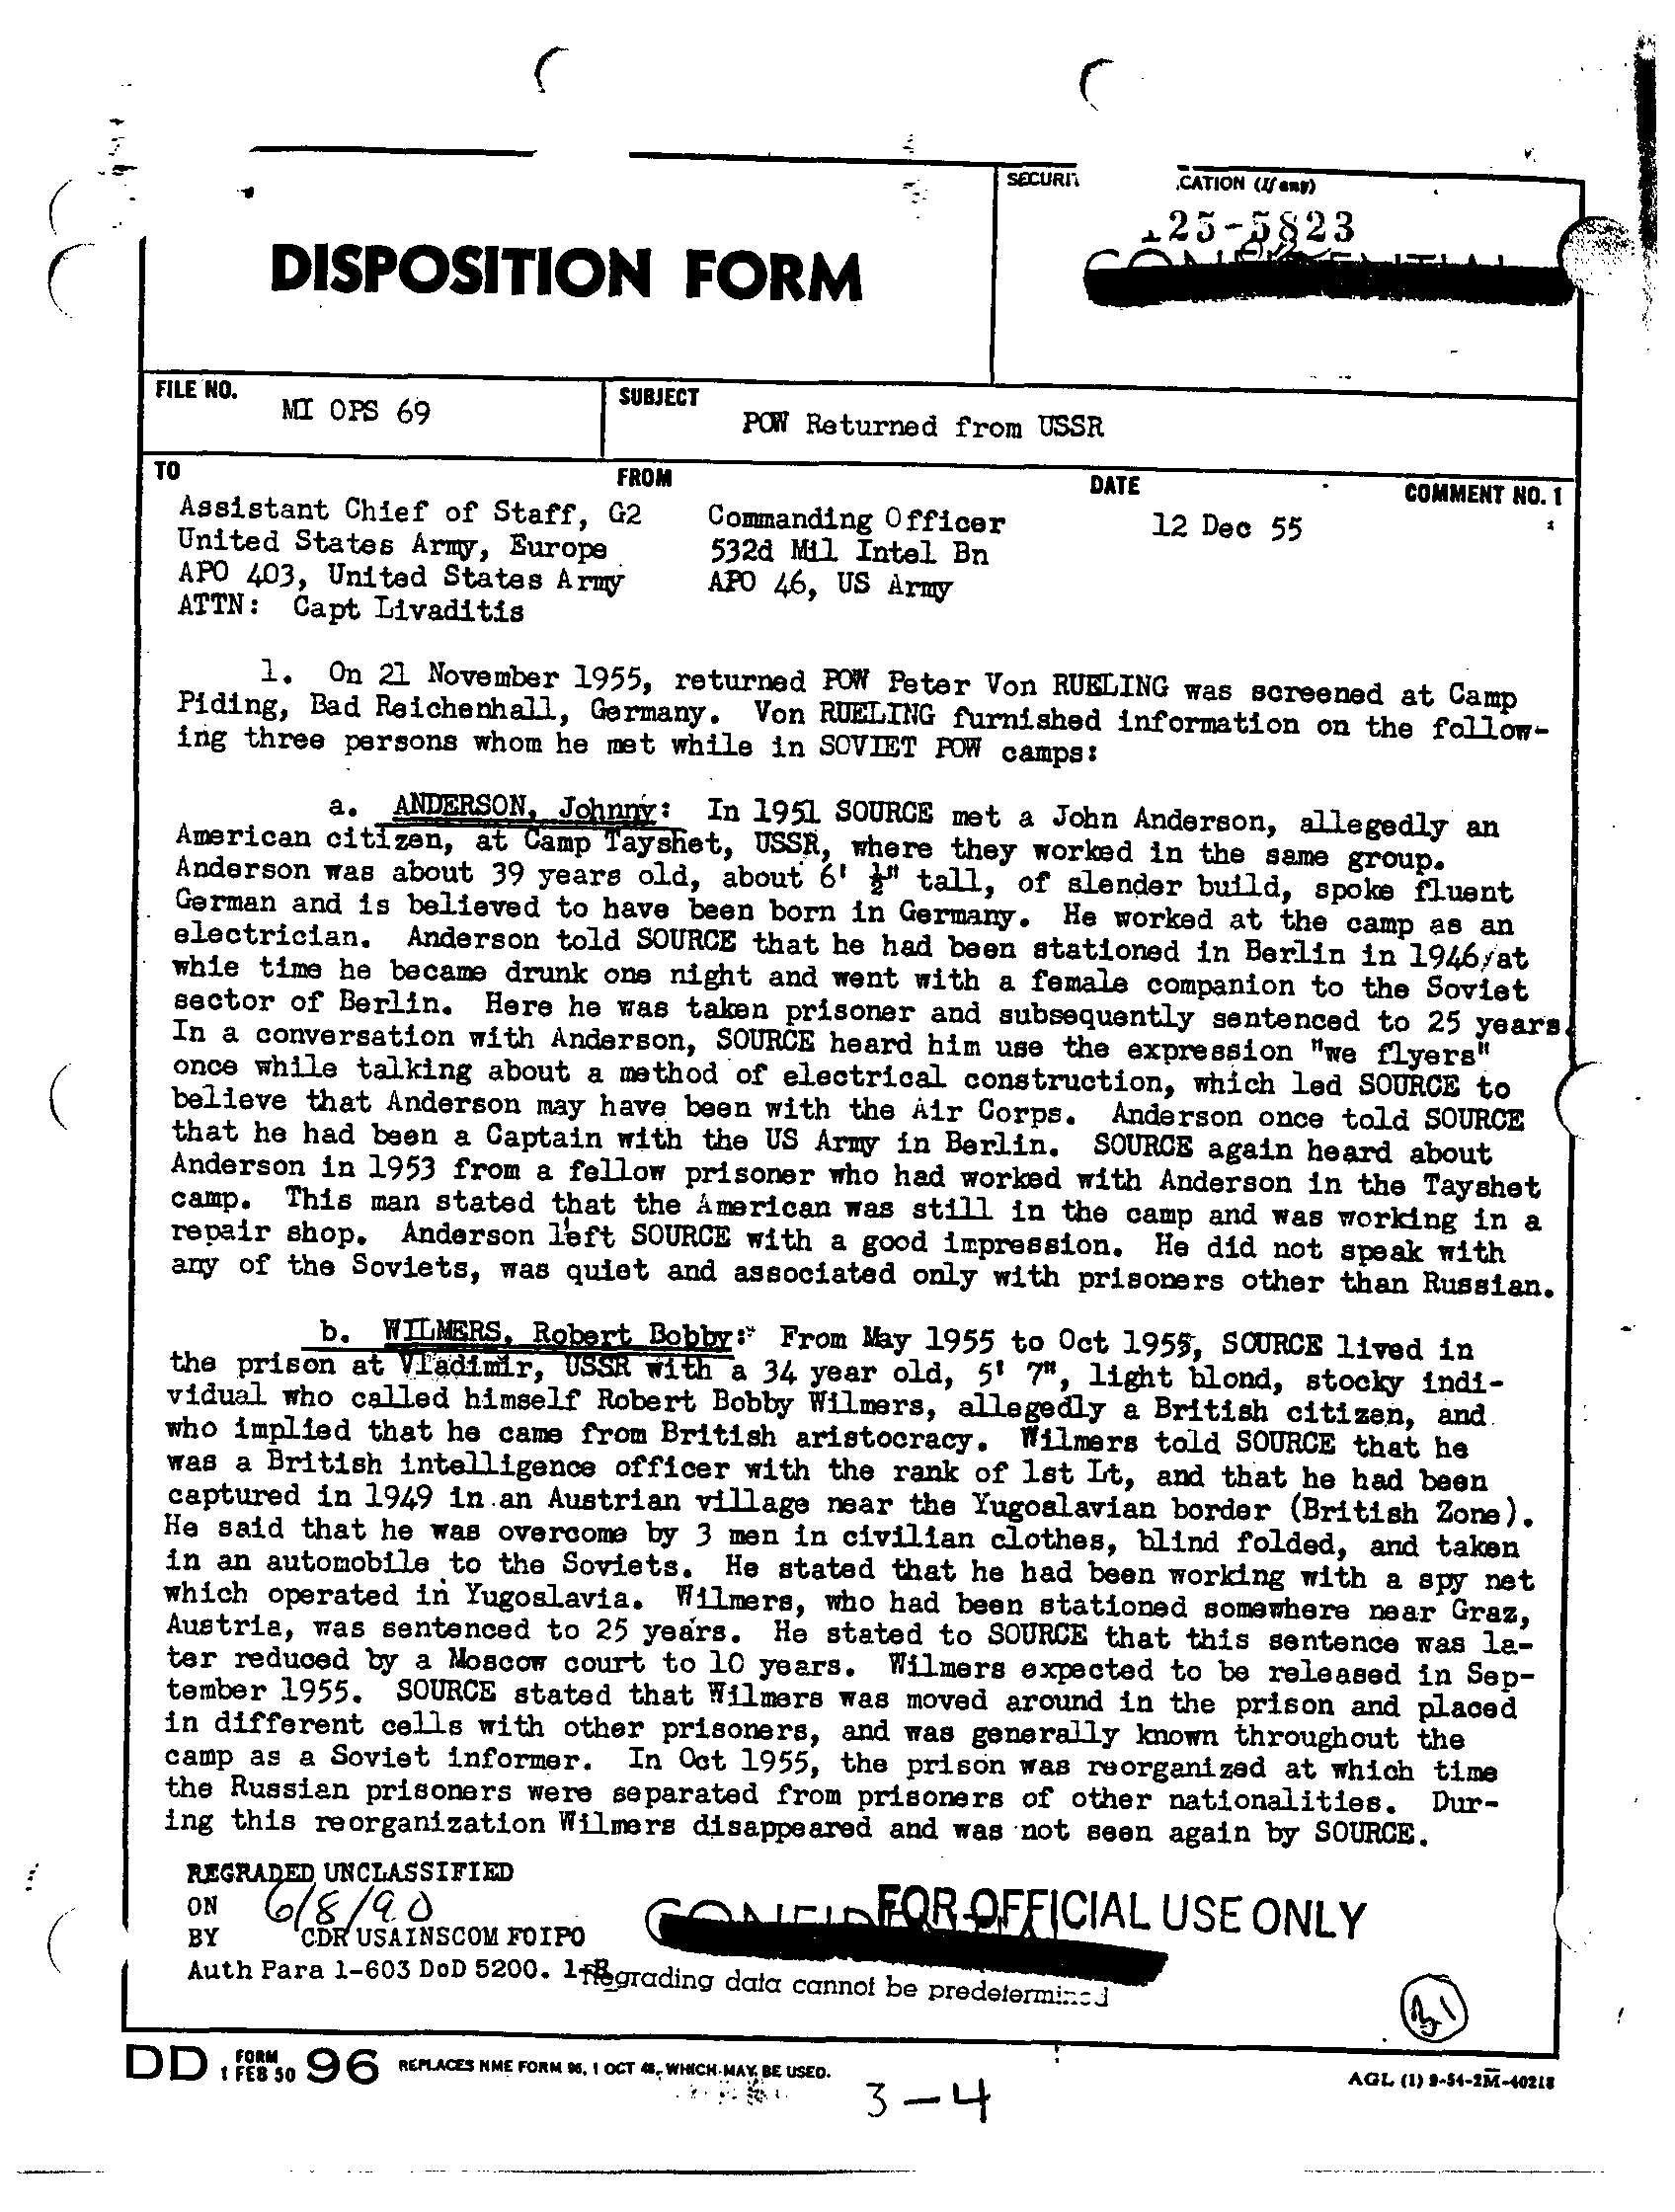 125-5823
DISPOSITION FORM
FILE NO.
MI OPS 69
SUBJECT
POW Returned from USSR
TO
Assistant Chief of Staff, G2
United States Army, Europe
APO 403, United States Army
ATTN: Capt Livaditis
FROM
Commanding Officer
532d Mil Intel Bn
APO 46, US Army
DATE
12 Dec 55
COMMENT NO. 1
1. On 21 November 1955, returned POW Peter Von RUELING was screened at Camp
Piding, Bad Reichenhall, Germany. Von RUELING furnished information on the follow-
ing three persons whom he met while in SOVIET POW camps:
a. ANDERSON, Johnny: In 1951 SOURCE met a John Anderson, allegedly an
American citizen, at Camp Tayshet, USSR, where they worked in the same group.
Anderson was about 39 years old, about 6' ½" tall, of slender build, spoke fluent
German and is believed to have been born in Germany. He worked at the camp as an
electrician. Anderson told SOURCE that he had been stationed in Berlin in 1946, at
whie time he became drunk one night and went with a female companion to the Soviet
sector of Berlin. Here he was taken prisoner and subsequently sentenced to 25 years.
In a conversation with Anderson, SOURCE heard him use the expression "we flyers"
once while talking about a method of electrical construction, which led SOURCE to
believe that Anderson may have been with the Air Corps. Anderson once told SOURCE
that he had been a Captain with the US Army in Berlin. SOURCE again heard about
Anderson in 1953 from a fellow prisoner who had worked with Anderson in the Tayshet
camp. This man stated that the American was still in the camp and was working in a
repair shop. Anderson left SOURCE with a good impression. He did not speak with
any of the Soviets, was quiet and associated only with prisoners other than Russian.
b. WILMERS, Robert Bobby: From May 1955 to Oct 1955, SOURCE lived in
the prison at Vladimir, USSR with a 34 year old, 5' 7", light blond, stocky indi-
vidual who called himself Robert Bobby Wilmers, allegedly a British citizen, and
who implied that he came from British aristocracy. Wilmers told SOURCE that he
was a British intelligence officer with the rank of 1st Lt, and that he had been
captured in 1949 in an Austrian village near the Yugoslavian border (British Zone).
He said that he was overcome by 3 men in civilian clothes, blind folded, and taken
in an automobile to the Soviets. He stated that he had been working with a spy net
which operated in Yugoslavia. Wilmers, who had been stationed somewhere near Graz,
Austria, was sentenced to 25 years. He stated to SOURCE that this sentence was la-
ter reduced by a Moscow court to 10 years. Wilmers expected to be released in Sep-
tember 1955. SOURCE stated that Wilmers was moved around in the prison and placed
in different cells with other prisoners, and was generally known throughout the
camp as a Soviet informer. In Oct 1955, the prison was reorganized at which time
the Russian prisoners were separated from prisoners of other nationalities. Dur-
ing this reorganization Wilmers disappeared and was not seen again by SOURCE.
REGRADED UNCLASSIFIED
ON 6/8/90
BY CDR USAINSCOM FOIPO
Auth Para 1-603 DoD 5200.1-R
FOR OFFICIAL USE ONLY
Regrading data cannot be predetermined
DD FORM 1 FEB 50 96 REPLACES NME FORM 96, 1 OCT 48, WHICH MAY BE USED.
AGL (1) 9-54-2M-40218
3-4